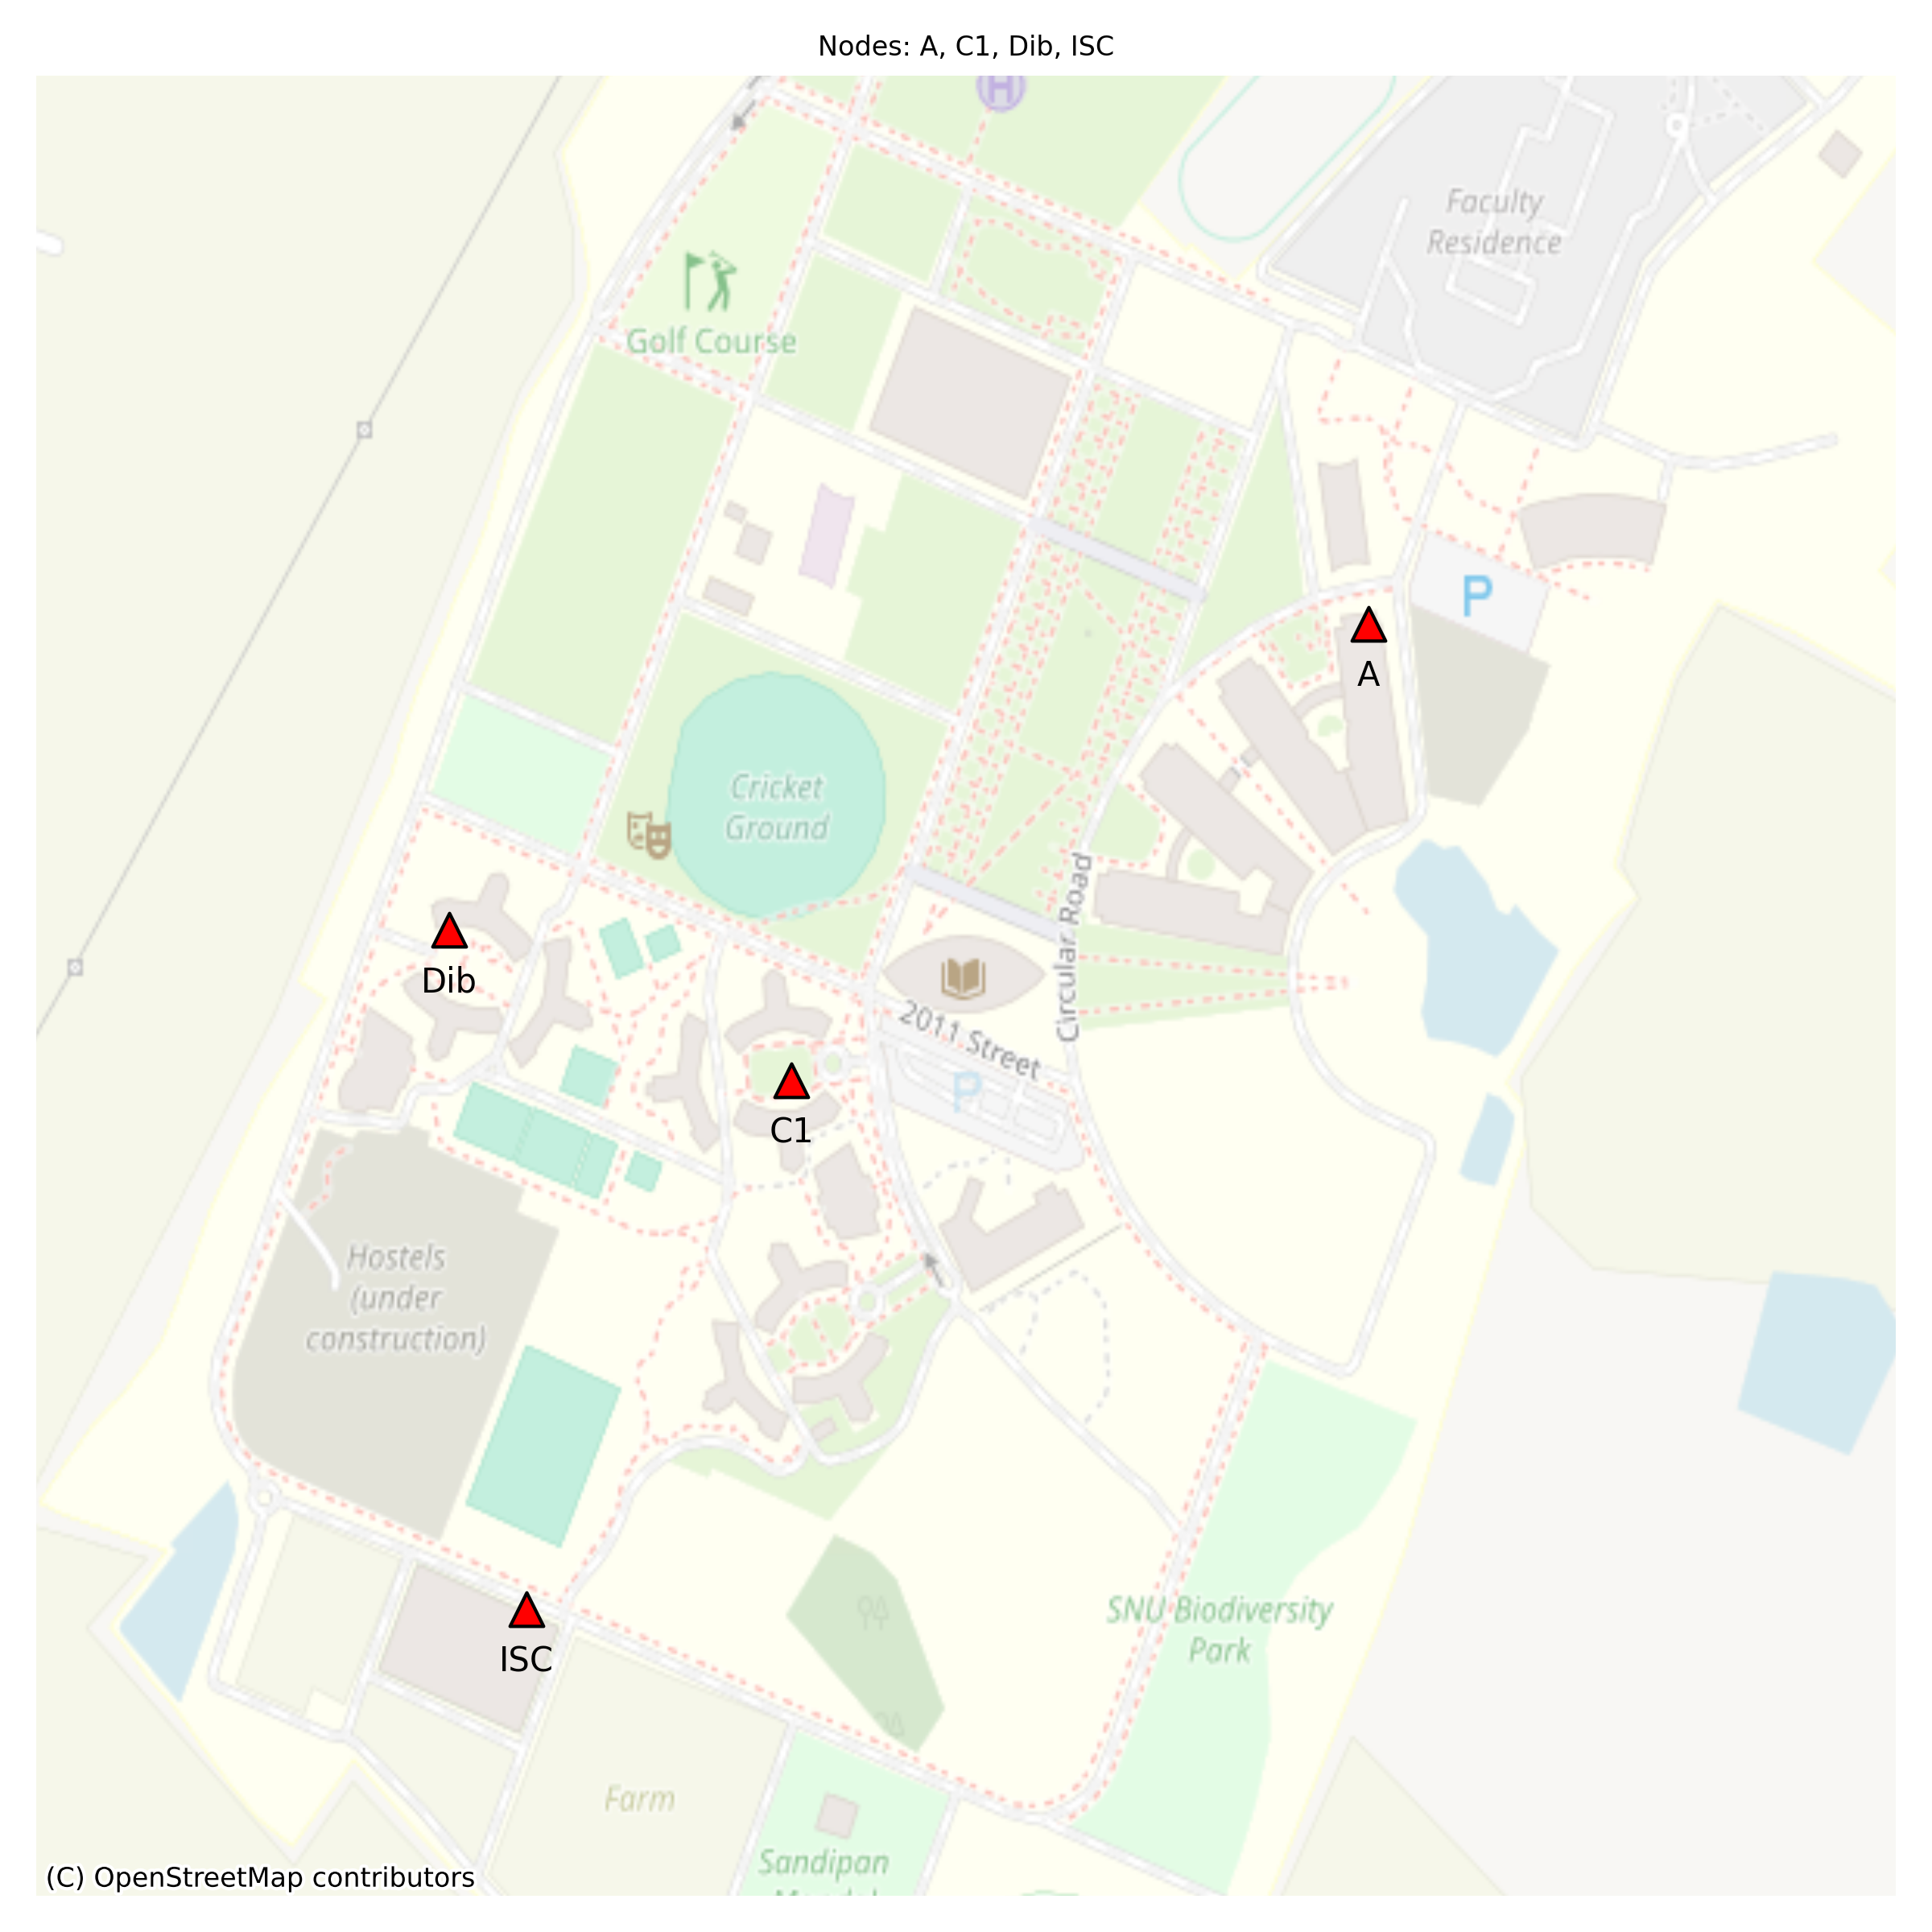 Nodes: A, C1, Dib, ISC
H
Faculty
Residence
Golf Course
P
A
Cricket
Ground
Circular Road
Dib
2011 Street
P
C1
Hostels
(under
construction)
SNU Biodiversity
Park
ISC
Farm
Sandipan
(C) OpenStreetMap contributors